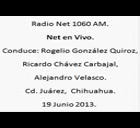 Radio Net 1060 AM.
Net en Vivo.
Conduce: Rogelio González Quiroz,
Ricardo Chávez Carbajal,
Alejandro Velasco.
Cd. Juárez, Chihuahua.
19 Junio 2013.